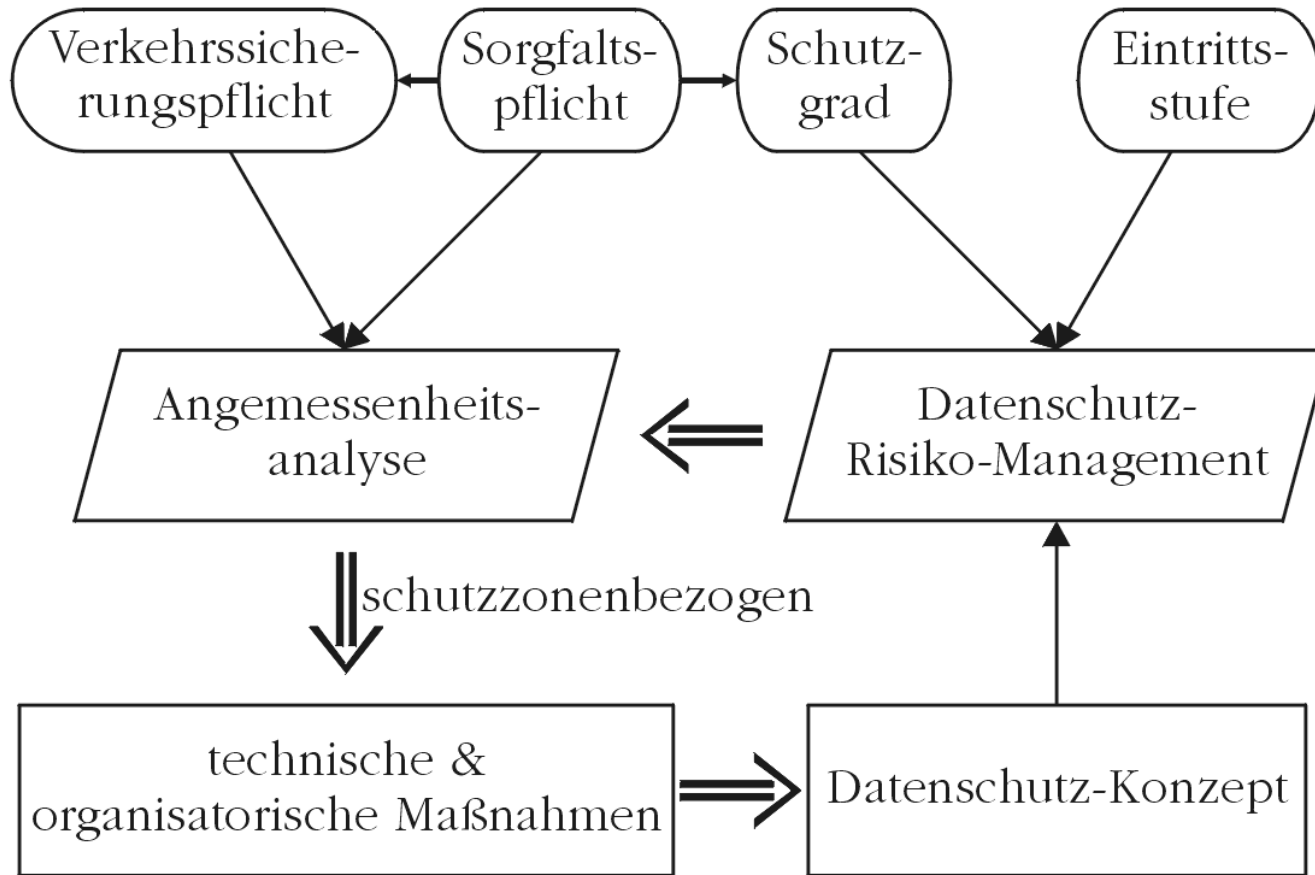 Verkehrssiche-
rungspflicht
Sorgfalts-
pflicht
Schutz-
grad
Eintritts-
stufe
Angemessenheits-
analyse
Datenschutz-
Risiko-Management
schutzzonenbezogen
technische &
organisatorische Maßnahmen
Datenschutz-Konzept